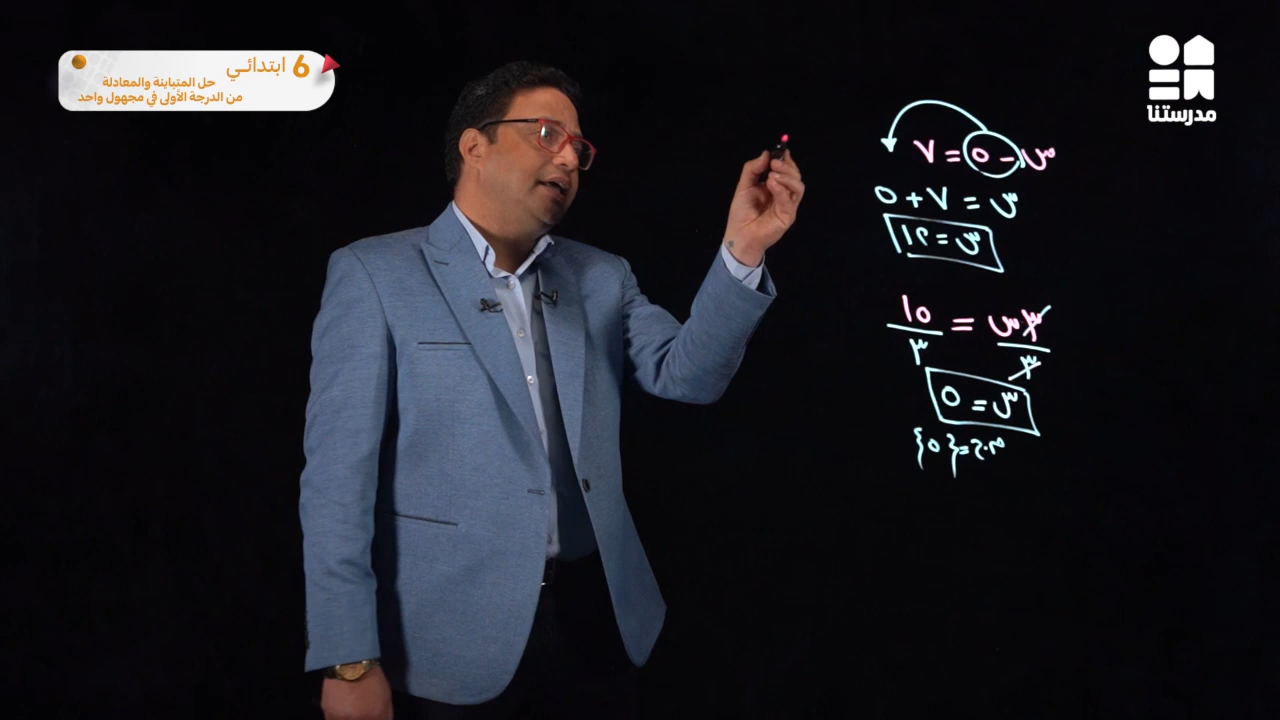 6 ابتدائي
حل المتباينة والمعادلة
من الدرجة الأولى في مجهول واحد
مدرستنا
س - ٥ = ٧
س = ٧ + ٥
س = ١٢
٣س = ١٥
٣ ٣
س = ٥
م.ح = {٥}